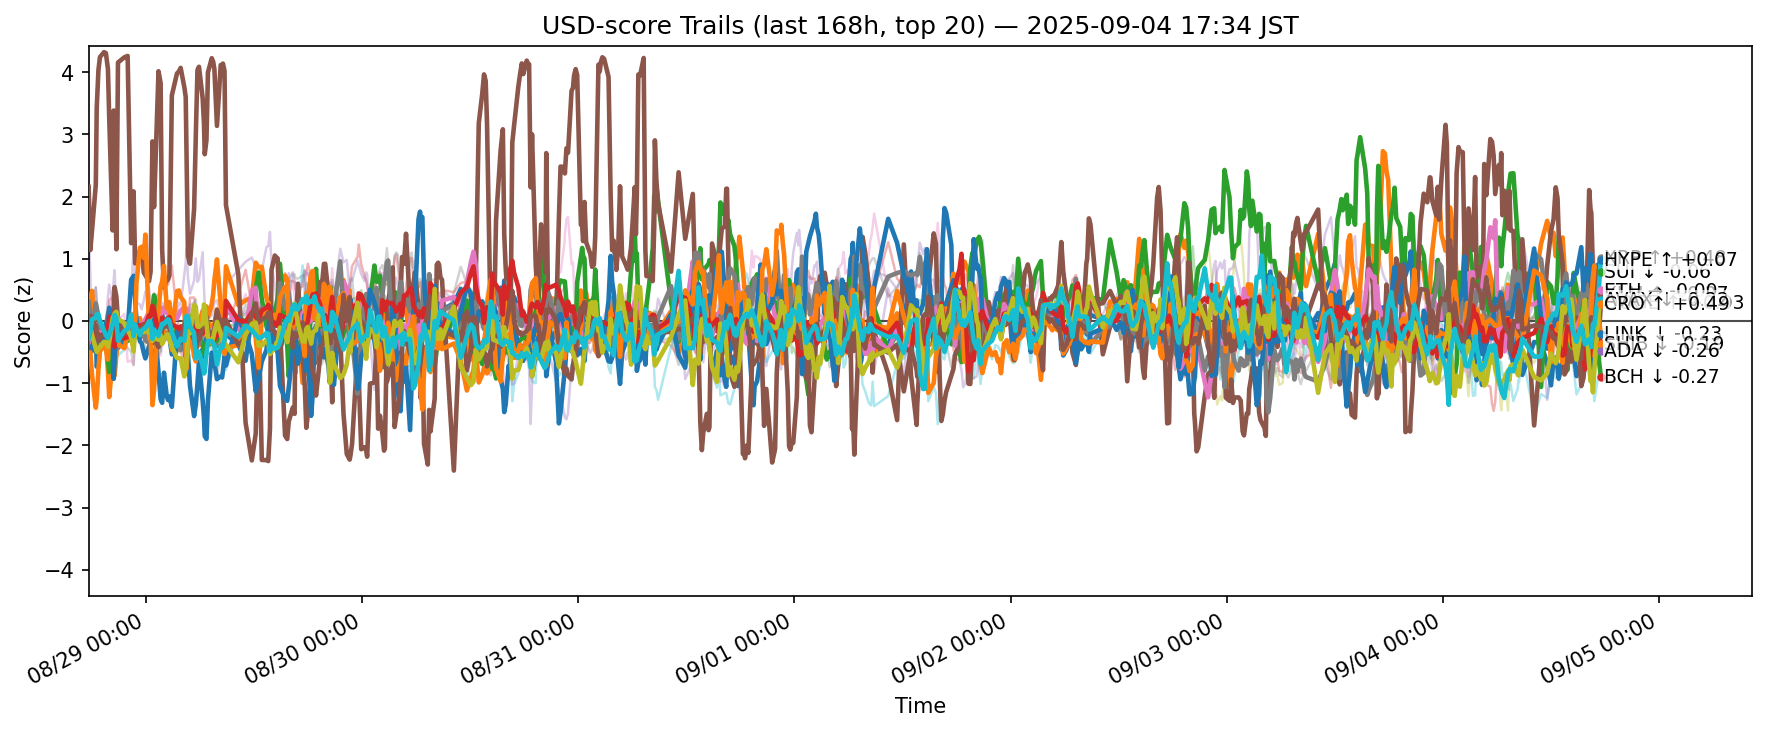 USD-score Trails (last 168h, top 20) — 2025-09-04 17:34 JST
Score (z)
4
3
2
1
0
−1
−2
−3
−4
HYPE ↑ +0.07
SUI ↓ -0.06
ETH
CRO ↑ +0.49
LINK ↓ -0.23
ADA ↓ -0.26
BCH ↓ -0.27
08/29 00:00
08/30 00:00
08/31 00:00
09/01 00:00
09/02 00:00
09/03 00:00
09/04 00:00
09/05 00:00
Time